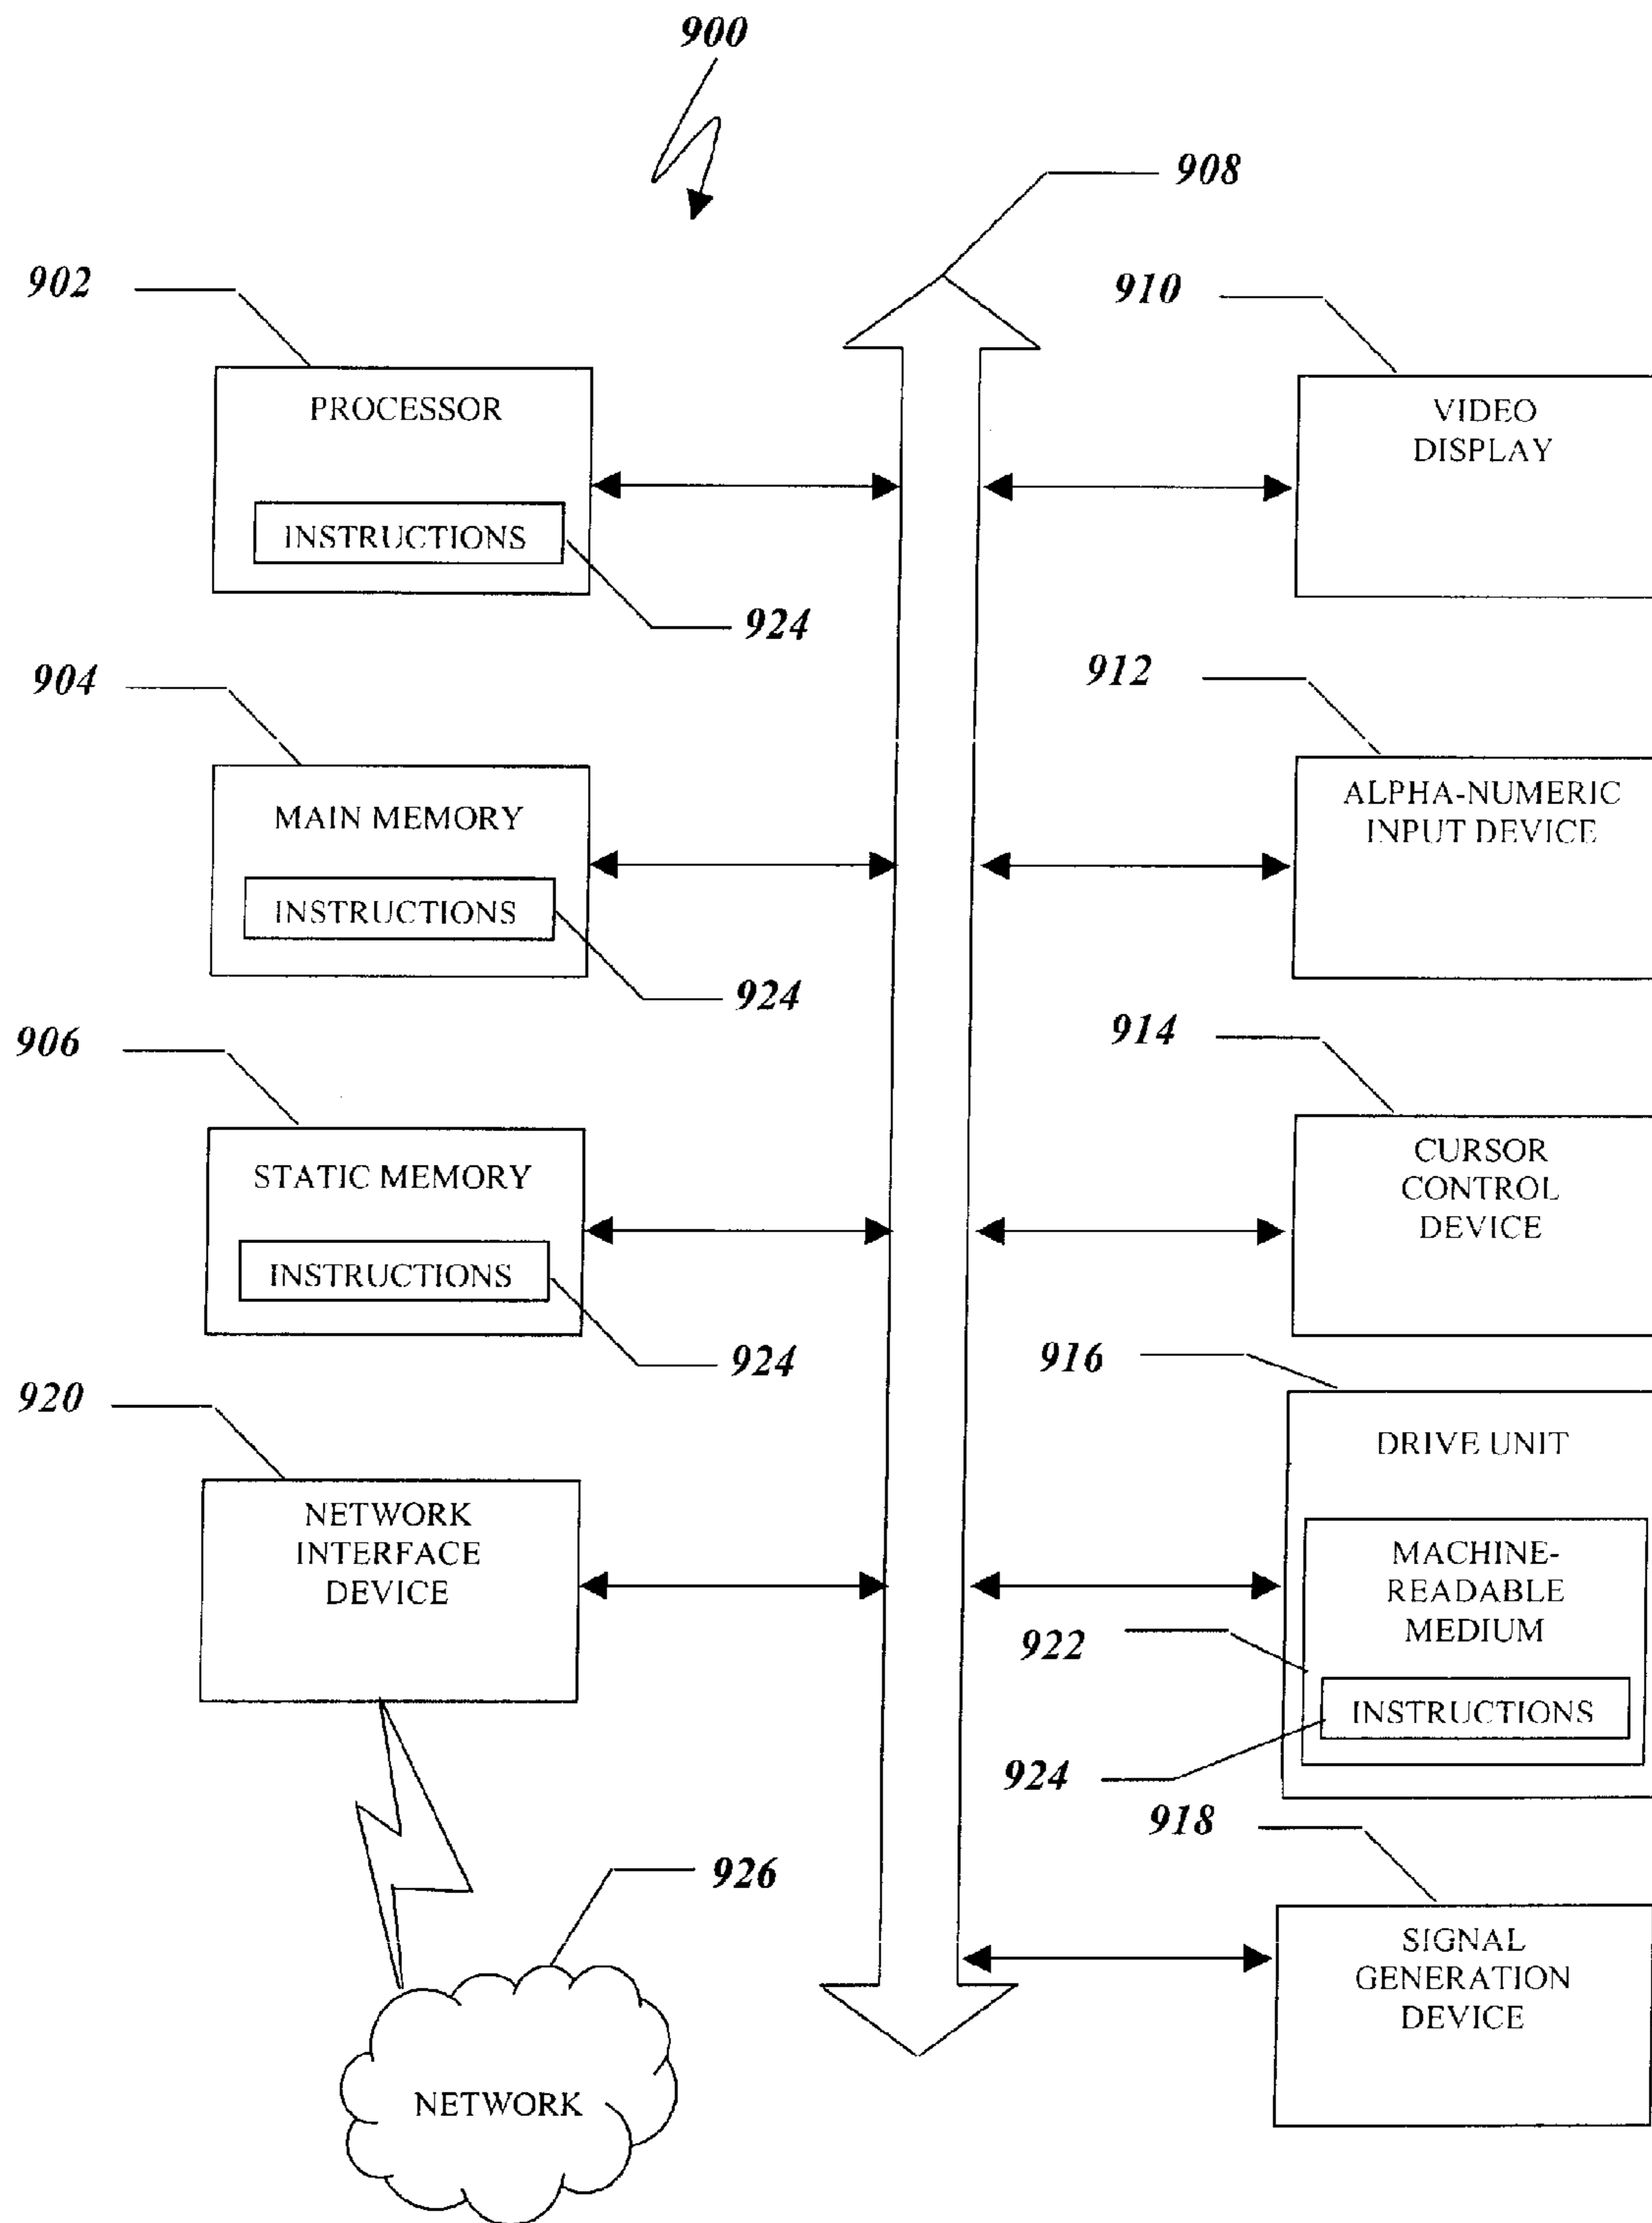 900
908
902
PROCESSOR
INSTRUCTIONS
924
910
VIDEO
DISPLAY
904
MAIN MEMORY
INSTRUCTIONS
924
912
ALPHA-NUMERIC
INPUT DEVICE
906
STATIC MEMORY
INSTRUCTIONS
924
914
CURSOR
CONTROL
DEVICE
920
NETWORK
INTERFACE
DEVICE
916
DRIVE UNIT
MACHINE-
READABLE
MEDIUM
922
INSTRUCTIONS
924
926
NETWORK
918
SIGNAL
GENERATION
DEVICE